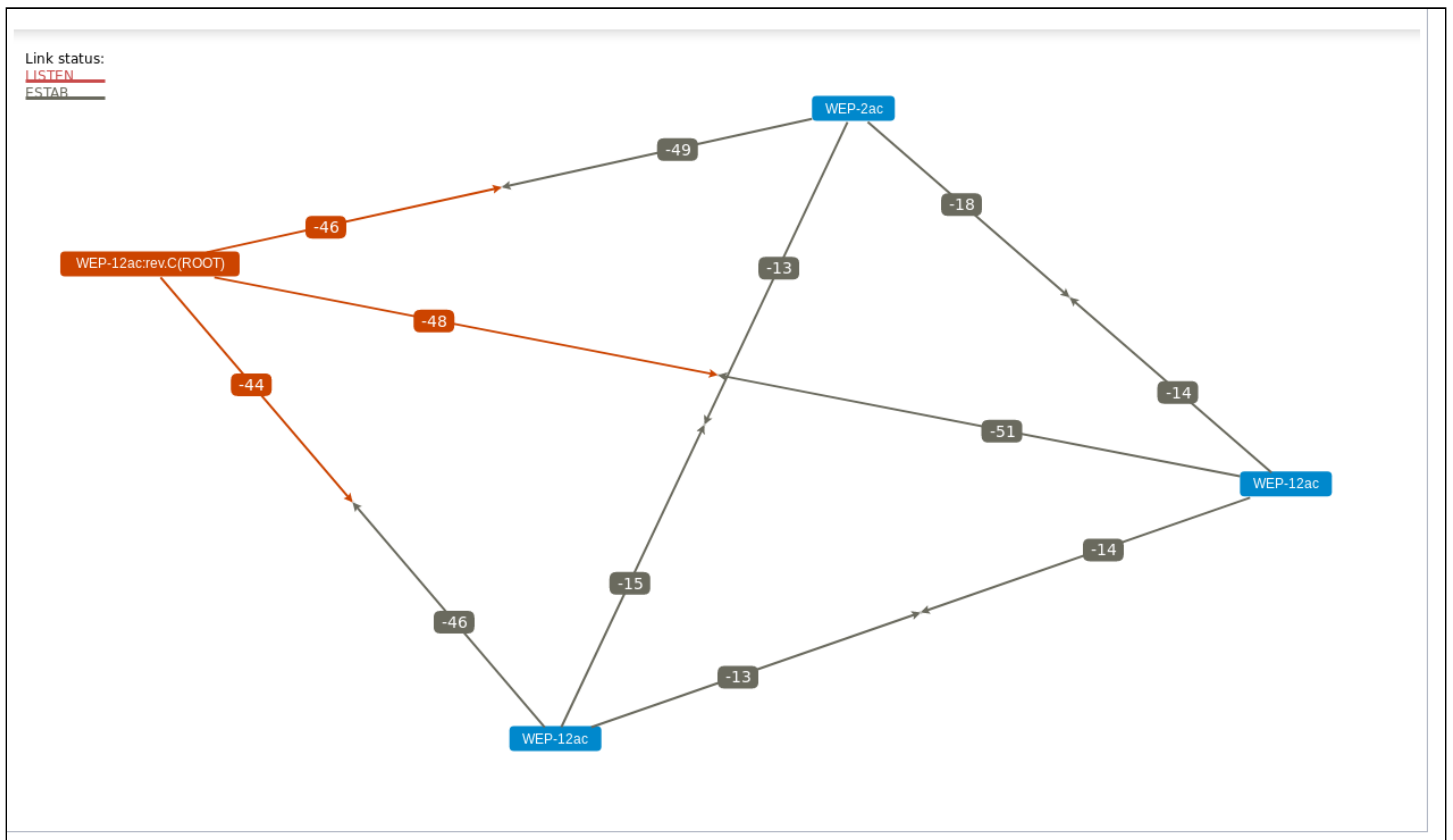 Link status:
LISTEN
ESTAB
WEP-2ac
-49
-18
-46
WEP-12ac:rev.C(ROOT)
-13
-48
-44
-14
-51
WEP-12ac
-14
-15
-46
-13
WEP-12ac